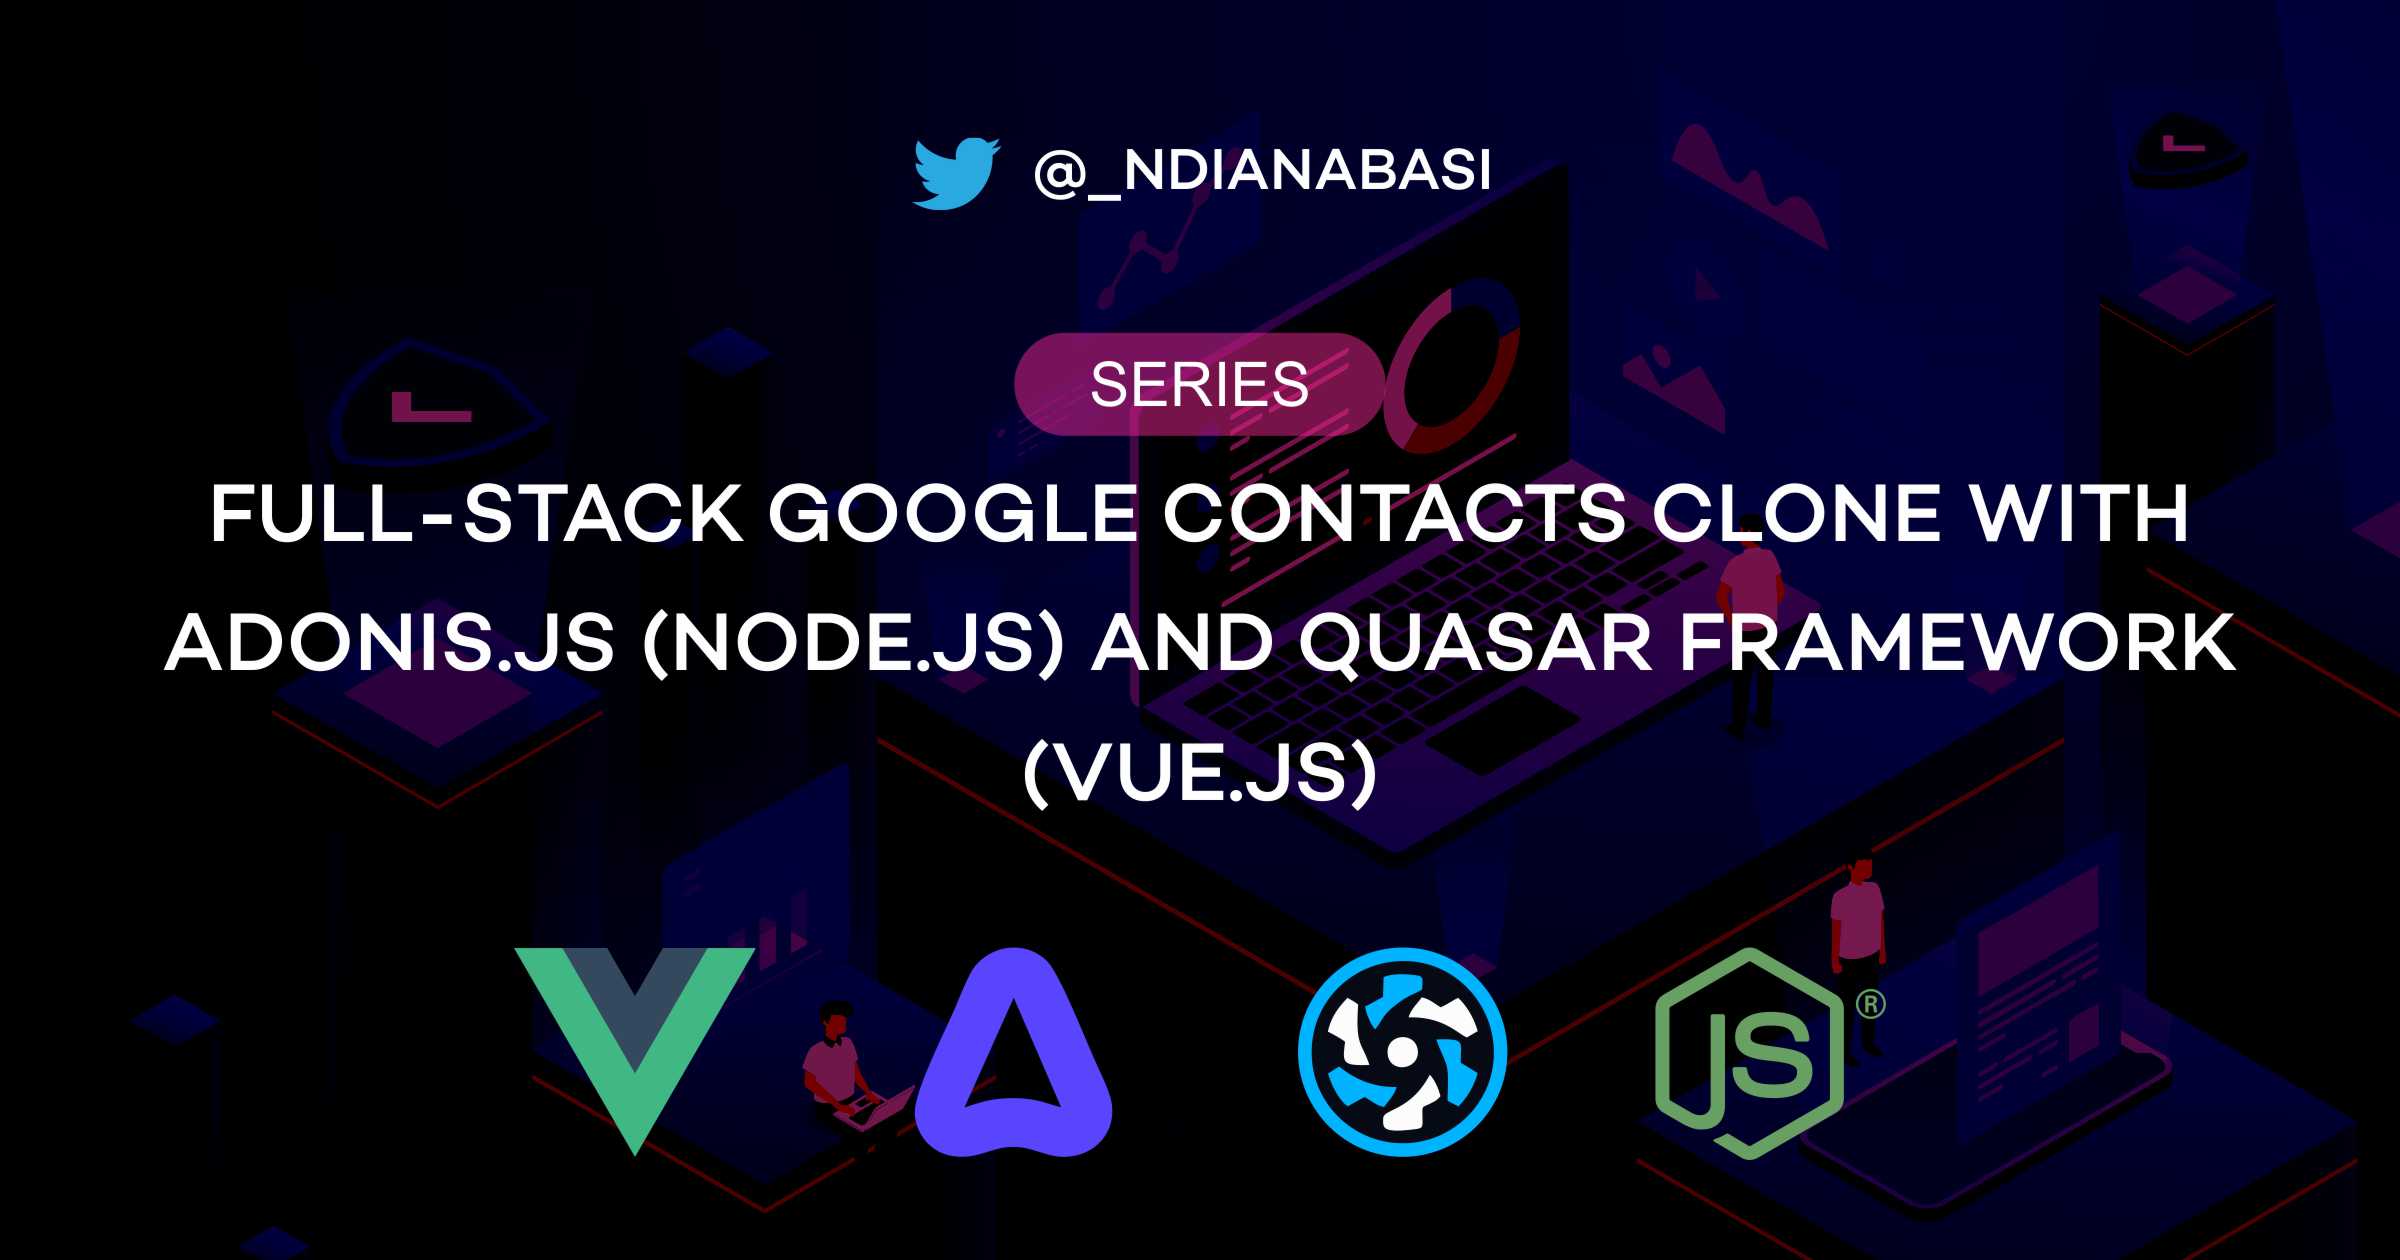 @_NDIANABASI
SERIES
FULL-STACK GOOGLE CONTACTS CLONE WITH
ADONIS.JS (NODE.JS) AND QUASAR FRAMEWORK
(VUE.JS)
JS®